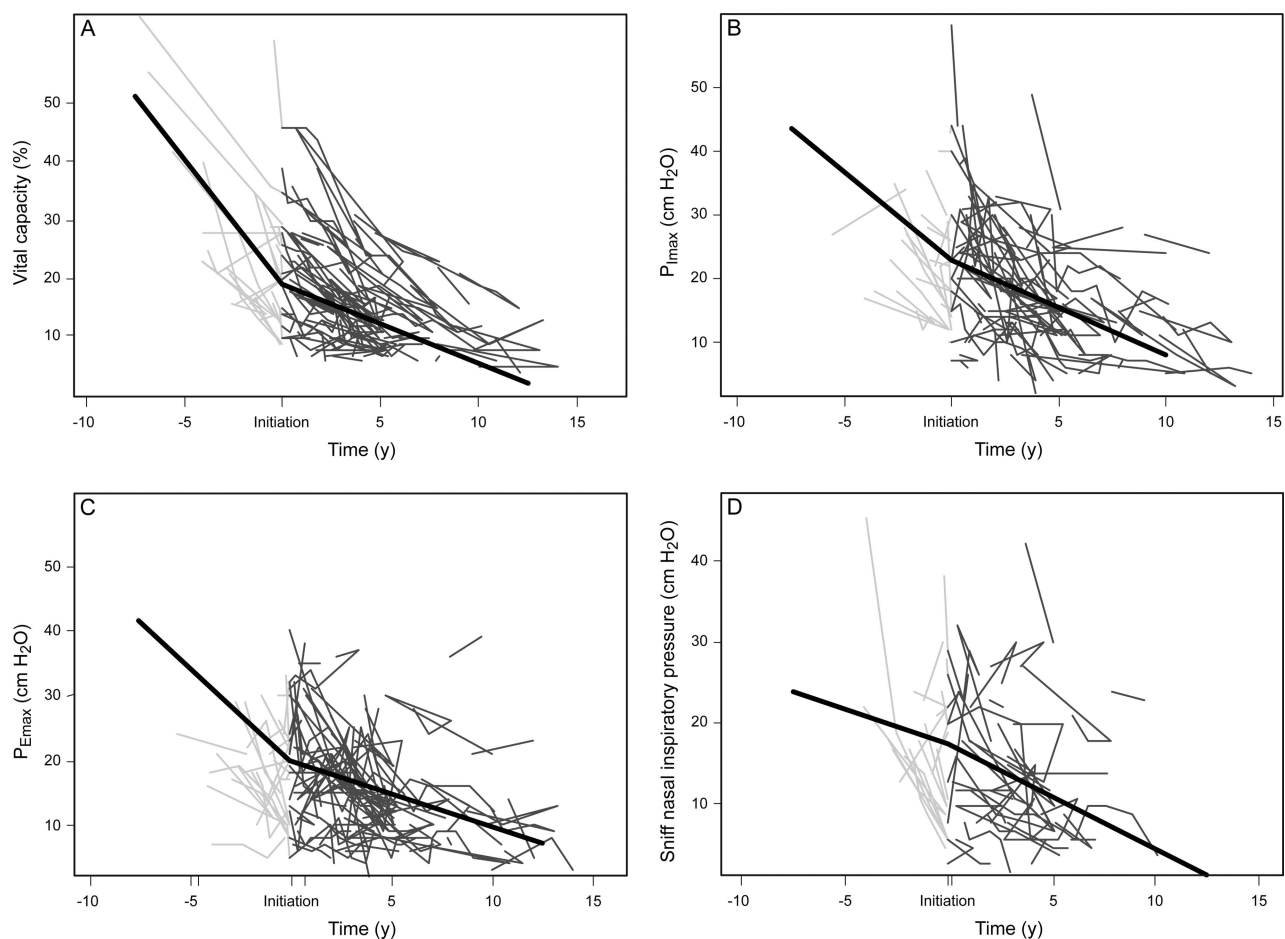 A
Vital capacity (%)
50
40
30
20
10
-10 -5 Initiation 5 10 15
Time (y)
B
PImax (cm H2O)
50
40
30
20
10
-10 -5 Initiation 5 10 15
Time (y)
C
PEmax (cm H2O)
50
40
30
20
10
-10 -5 Initiation 5 10 15
Time (y)
D
Sniff nasal inspiratory pressure (cm H2O)
40
30
20
10
-10 -5 Initiation 5 10 15
Time (y)